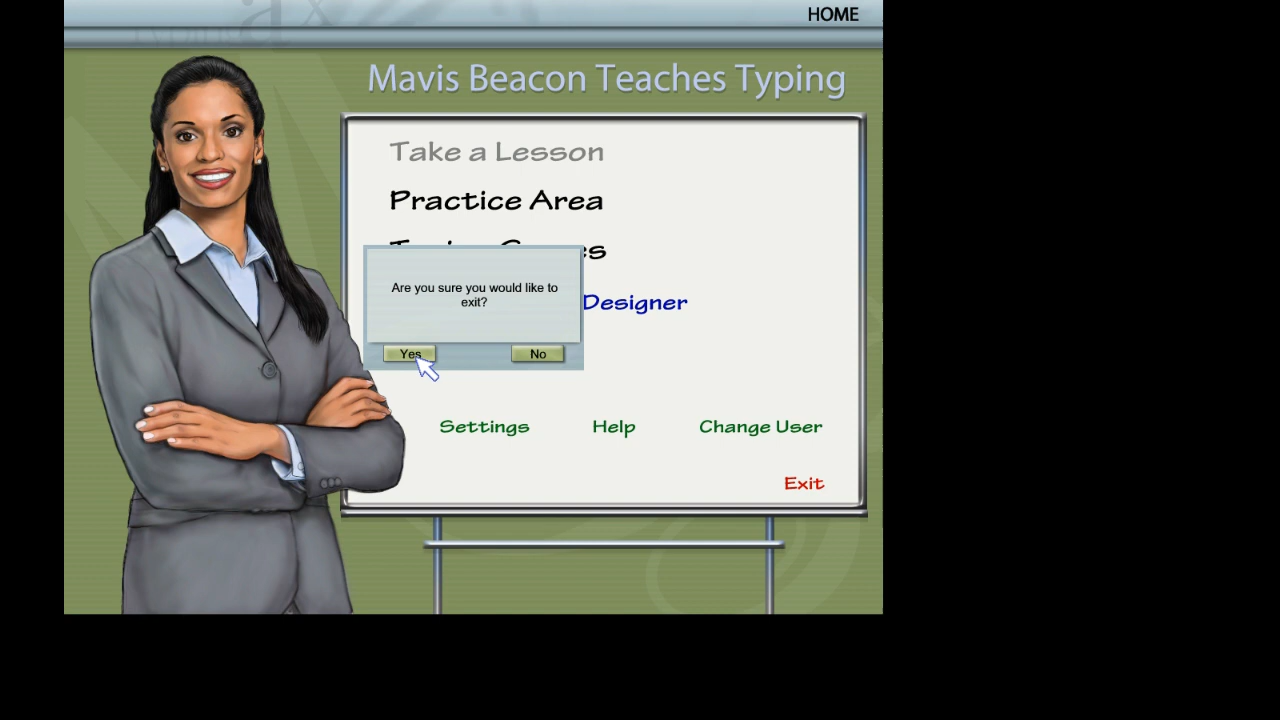 HOME
Mavis Beacon Teaches Typing
Take a Lesson
Practice Area
Designer
Are you sure you would like to
exit?
Yes
No
Settings Help Change User
Exit